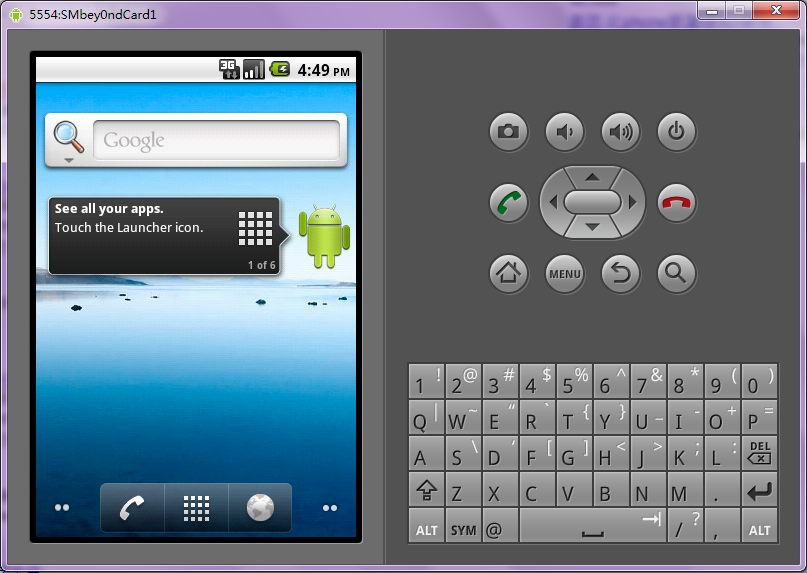 5554:SMbey0ndCard1
3G 4:49 PM
Google
See all your apps.
Touch the Launcher icon.
1 of 6
MENU
1 ! 2 @ 3 # 4 $ 5 % 6 ^ 7 & 8 * 9 ( 0 )
Q | W ~ E “ R ` T { Y } U _ I - O + P =
A S \ D ‘ F [ G ] H < J > K ; L : DEL
Z X C V B N M .
ALT SYM @ / ? , ALT